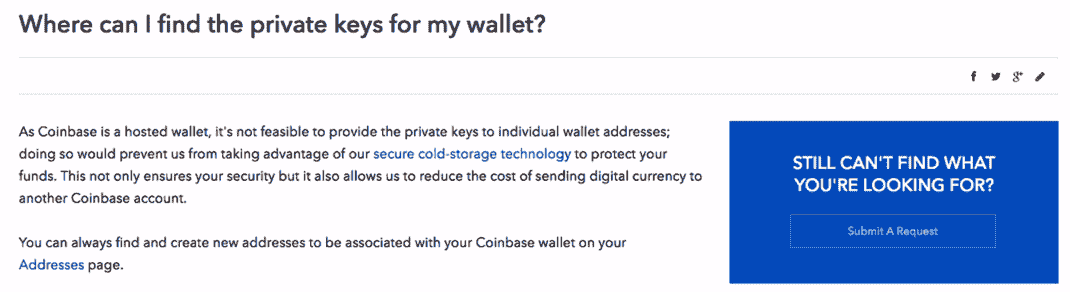 Where can I find the private keys for my wallet?
As Coinbase is a hosted wallet, it's not feasible to provide the private keys to individual wallet addresses;
doing so would prevent us from taking advantage of our secure cold-storage technology to protect your
funds. This not only ensures your security but it also allows us to reduce the cost of sending digital currency to
another Coinbase account.
You can always find and create new addresses to be associated with your Coinbase wallet on your
Addresses page.
STILL CAN'T FIND WHAT
YOU'RE LOOKING FOR?
Submit A Request